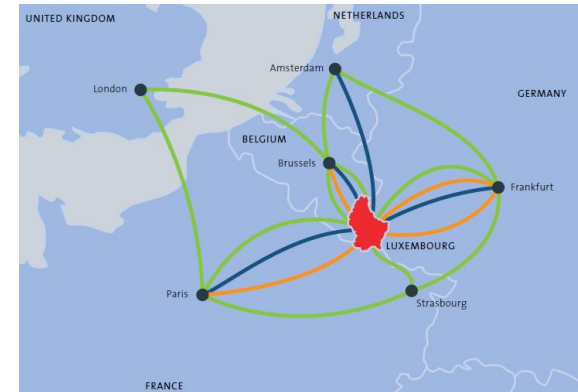 UNITED KINGDOM
NETHERLANDS
Amsterdam
London
GERMANY
BELGIUM
Brussels
Frankfurt
LUXEMBOURG
Paris
Strasbourg
FRANCE